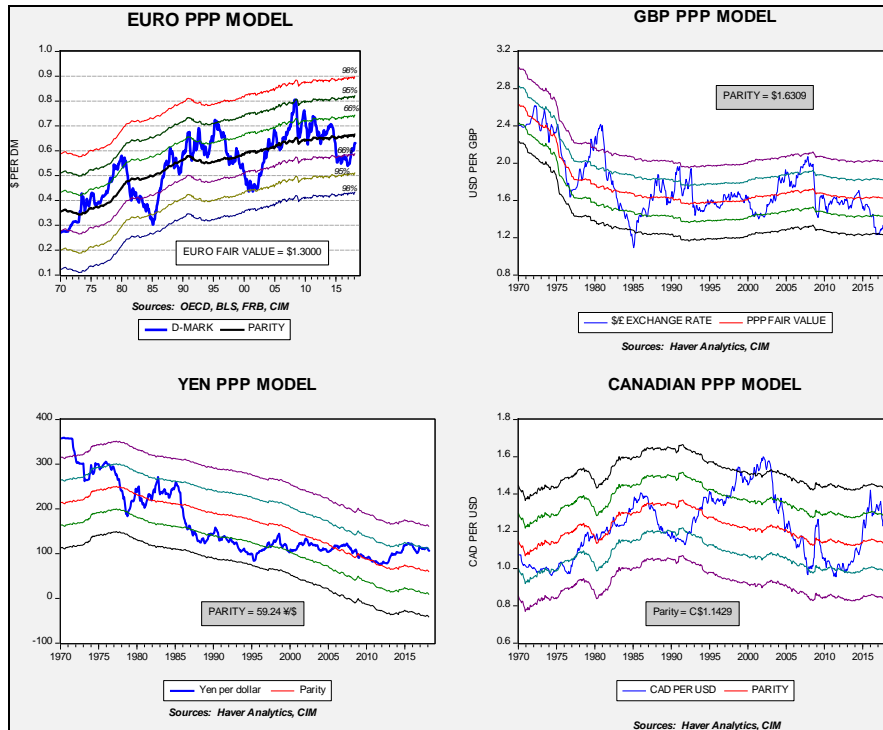 EURO PPP MODEL
1.0
0.9
0.8
0.7
0.6
0.5
0.4
0.3
0.2
0.1
$ PER DM
98%
95%
66%
66%
95%
98%
EURO FAIR VALUE = $1.3000
70 75 80 85 90 95 00 05 10 15
Sources: OECD, BLS, FRB, CIM
D-MARK PARITY
GBP PPP MODEL
3.2
2.8
2.4
2.0
1.6
1.2
0.8
USD PER GBP
PARITY = $1.6309
1970 1975 1980 1985 1990 1995 2000 2005 2010 2015
$/£ EXCHANGE RATE PPP FAIR VALUE
Sources: Haver Analytics, CIM
YEN PPP MODEL
400
300
200
100
0
-100
PARITY = 59.24 ¥/$
1970 1975 1980 1985 1990 1995 2000 2005 2010 2015
Yen per dollar Parity
Sources: Haver Analytics, CIM
CANADIAN PPP MODEL
1.8
1.6
1.4
1.2
1.0
0.8
0.6
CAD PER USD
Parity = C$1.1429
1970 1975 1980 1985 1990 1995 2000 2005 2010 2015
CAD PER USD PARITY
Sources: Haver Analytics, CIM